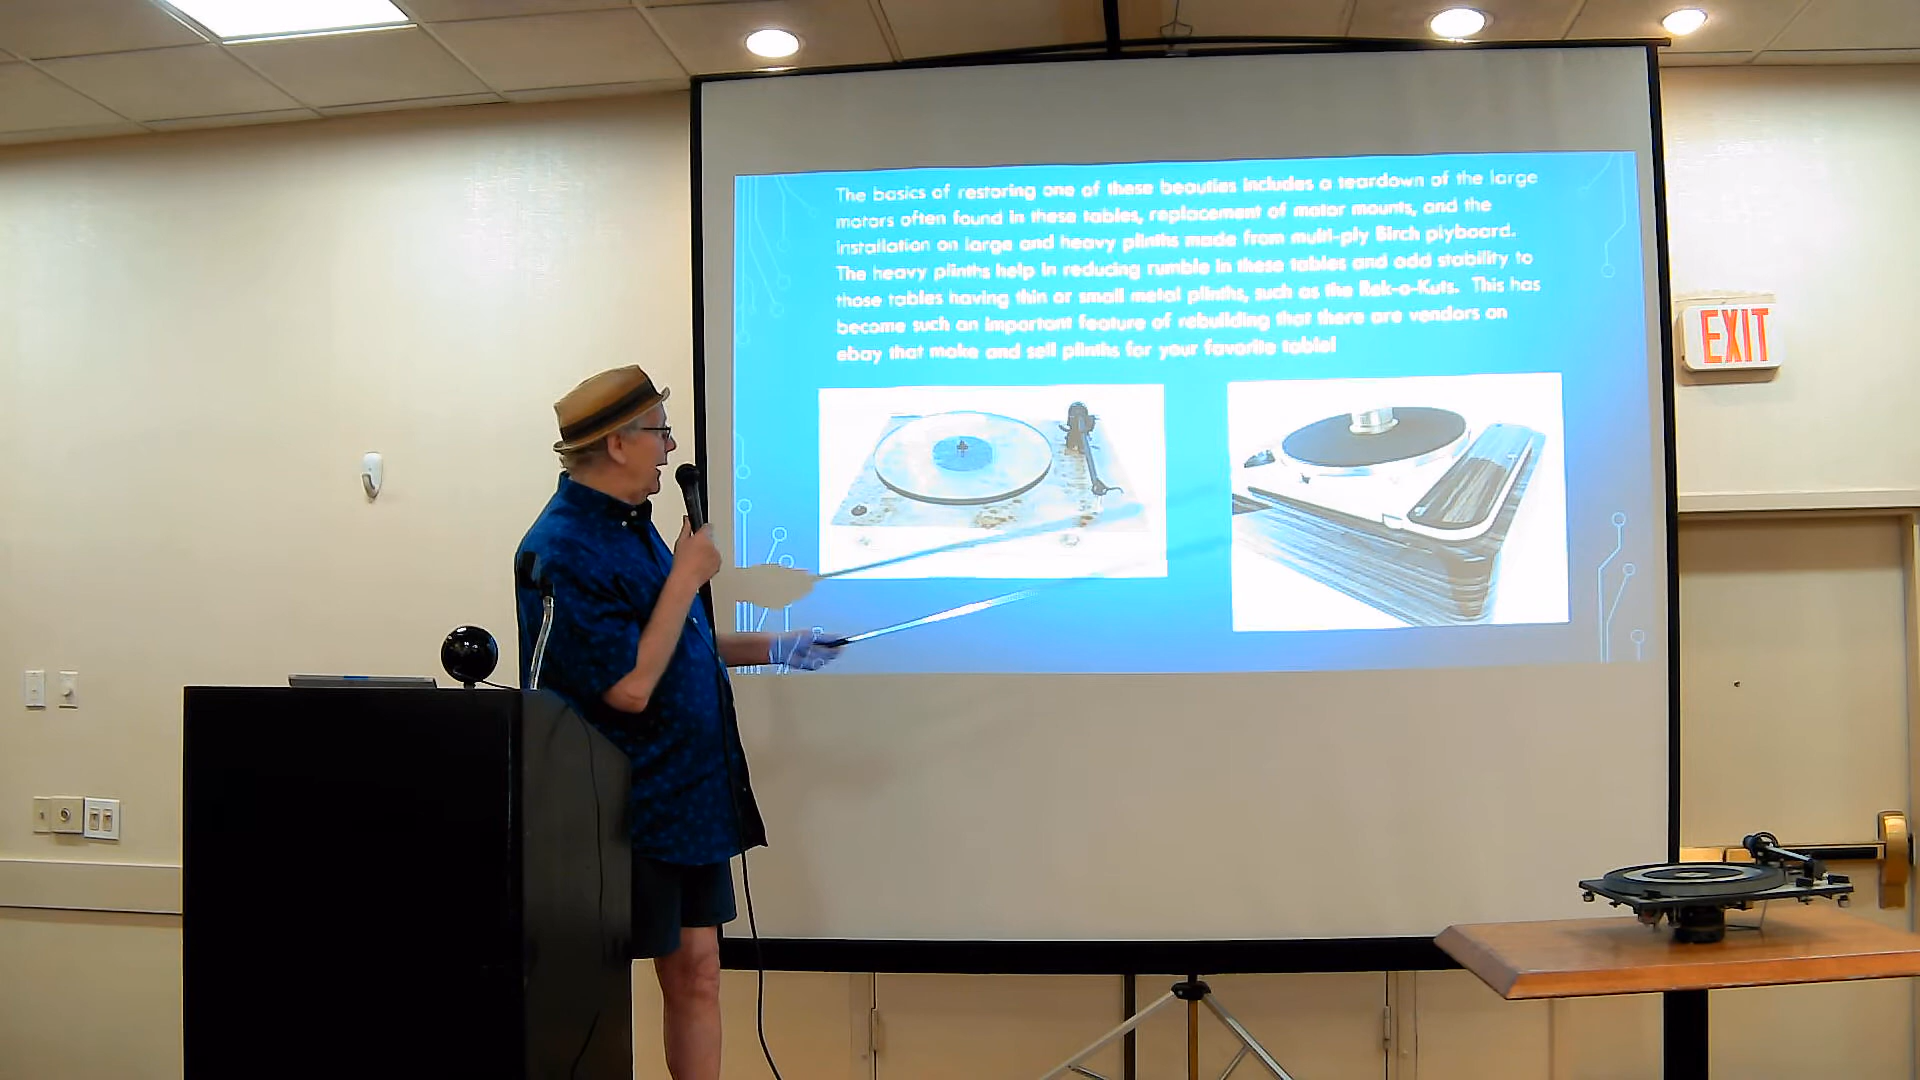 The basics of restoring one of these beauties includes a teardown of the large
motors often found in these tables, replacement of motor mounts, and the
installation on large and heavy plinths made from multi-ply Birch plyboard.
The heavy plinths help in reducing rumble in these tables and add stability to
those tables having thin or small metal plinths, such as the Rek-o-Kuts. This has
become such an important feature of rebuilding that there are vendors on
ebay that make and sell plinths for your favorite table!
EXIT